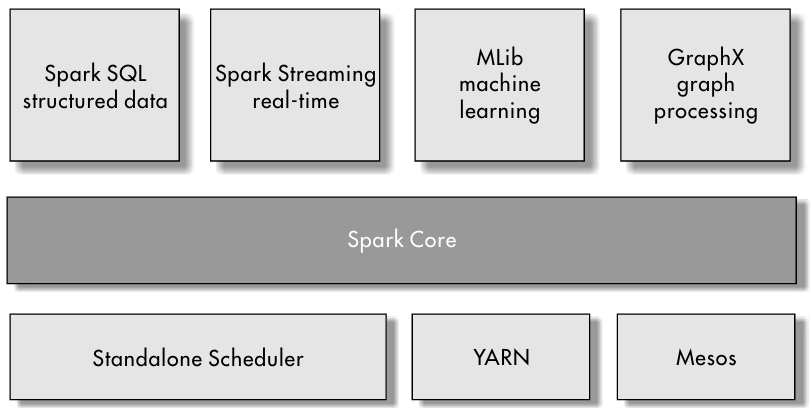 Spark SQL
structured data
Spark Streaming
real-time
MLib
machine
learning
GraphX
graph
processing
Spark Core
Standalone Scheduler
YARN
Mesos